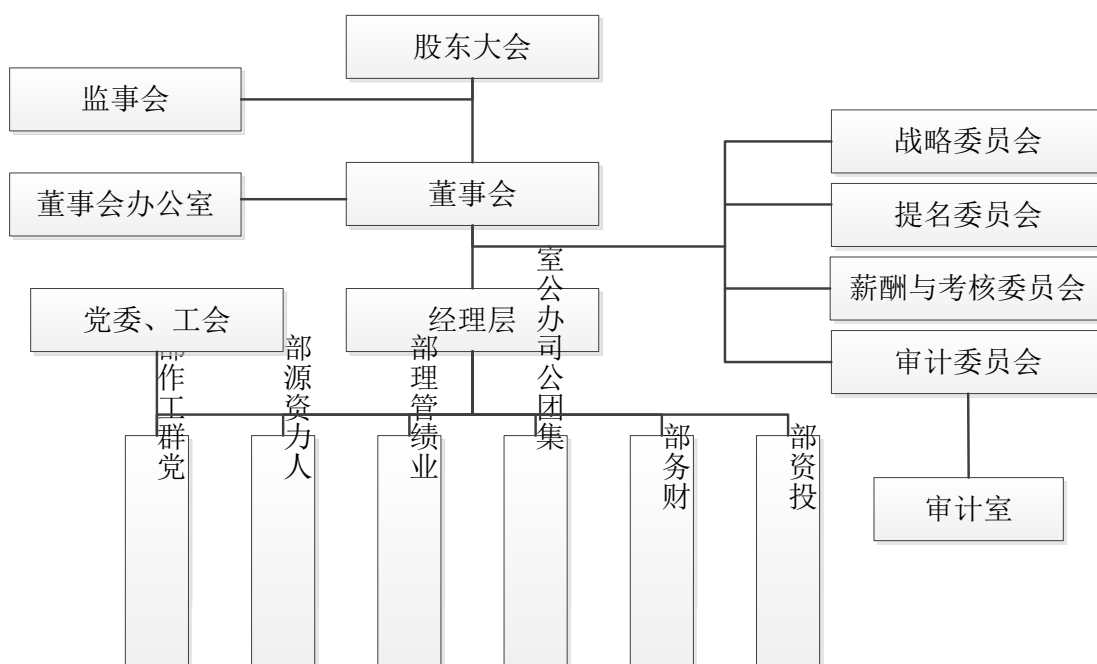 股东大会
监事会
战略委员会
董事会办公室
董事会
提名委员会
薪酬与考核委员会
党委、工会
经理层
审计委员会
审计室
部作工群党
部源资力人
部理管绩业
室公办司公团集
部务财
部资投